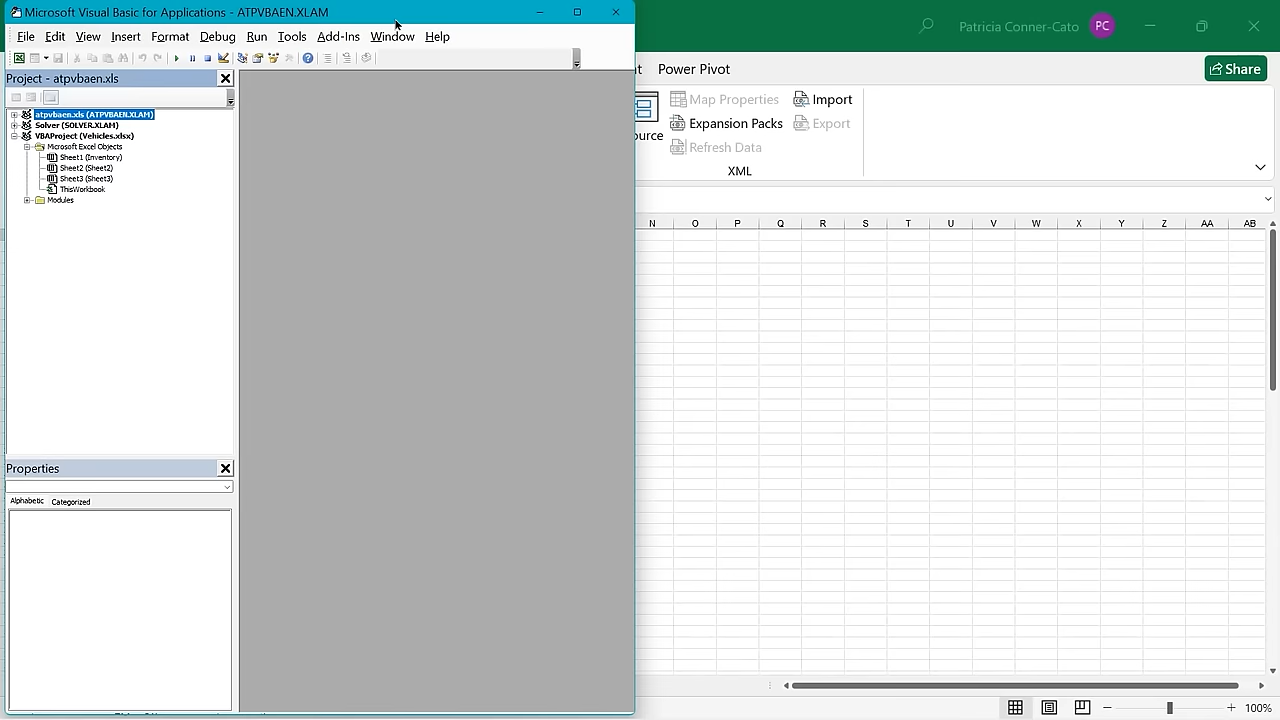 Microsoft Visual Basic for Applications - ATPVBAEN.XLAM
Patricia Conner-Cato PC
File Edit View Insert Format Debug Run Tools Add-Ins Window Help
Power Pivot
Share
Project - atpvbaen.xls
atpvbaen.xls (ATPVBAEN.XLAM)
Solver (SOLVER.XLAM)
VBAProject (Vehicles.xlsx)
Microsoft Excel Objects
Sheet1 (Inventory)
Sheet2 (Sheet2)
Sheet3 (Sheet3)
ThisWorkbook
Modules
Map Properties Import
Expansion Packs Export
Refresh Data
XML
N O P Q R S T U V W X Y Z AA AB
Properties
Alphabetic Categorized
100%